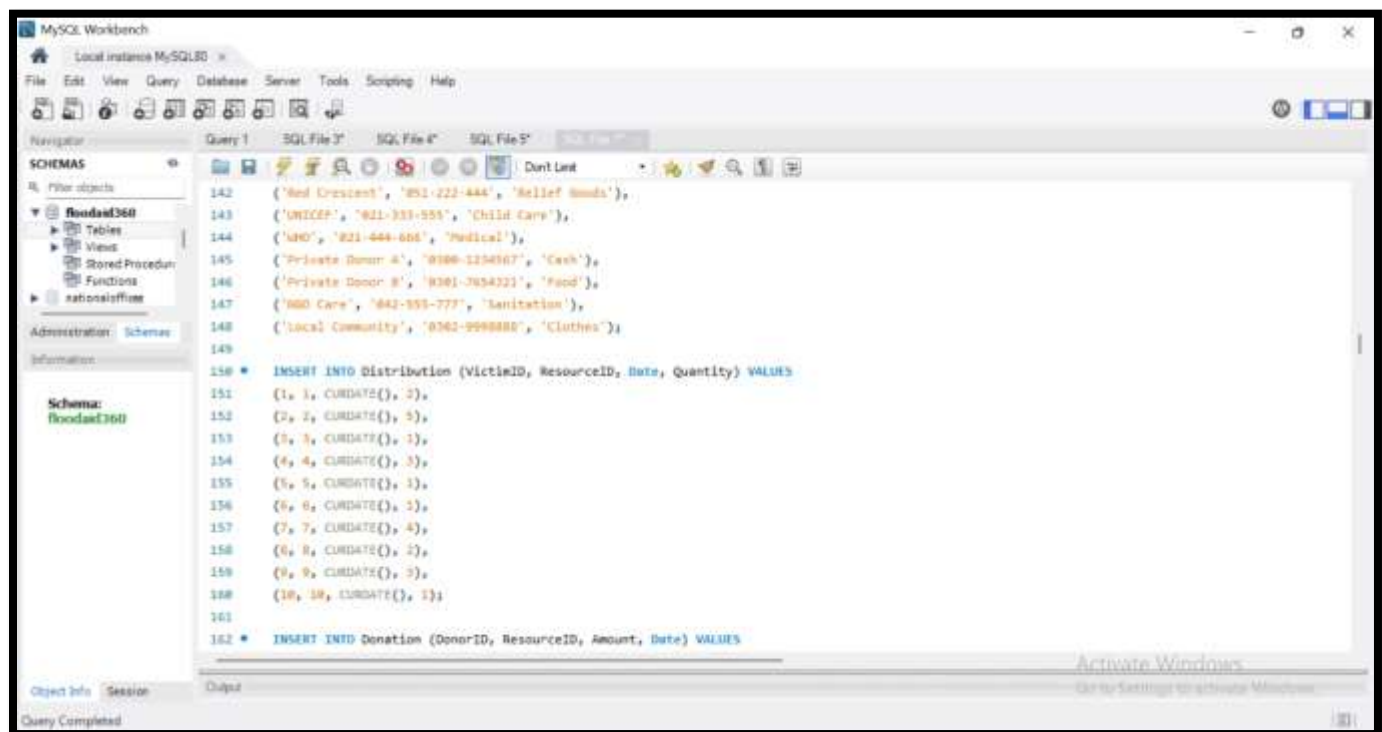 MySQL Workbench
Local instance MySQL80
File Edit View Query Database Server Tools Scripting Help
Navigator
Query 1 SQL File 3* SQL File 4* SQL File 5*
SCHEMAS
Don't Limit
Filter objects
floodaid360
Tables
Views
Stored Procedur
Functions
nationaloffices
Administration Schemas
Information
Schema:
floodaid360
142 ('Red Crescent', '051-222-444', 'Relief Goods'),
143 ('UNICEF', '021-333-555', 'Child Care'),
144 ('WHO', '021-444-666', 'Medical'),
145 ('Private Donor A', '0300-1234567', 'Cash'),
146 ('Private Donor B', '0301-7654321', 'Food'),
147 ('NGO Care', '042-555-777', 'Sanitation'),
148 ('Local Community', '0302-9998888', 'Clothes');
149
150 INSERT INTO Distribution (VictimID, ResourceID, Date, Quantity) VALUES
151 (1, 1, CURDATE(), 2),
152 (2, 2, CURDATE(), 5),
153 (3, 3, CURDATE(), 1),
154 (4, 4, CURDATE(), 3),
155 (5, 5, CURDATE(), 1),
156 (6, 6, CURDATE(),
157 (7, 7, CURDATE(), 4),
158 (8, 8, CURDATE(), 2),
159 (9, 9, CURDATE(), 3),
160 (10, 10, CURDATE(), 1);
161
162 INSERT INTO Donation (DonorID, ResourceID, Amount, Date) VALUES
Activate Windows
Go to Settings to activate Windows.
Object Info Session
Output
Query Completed